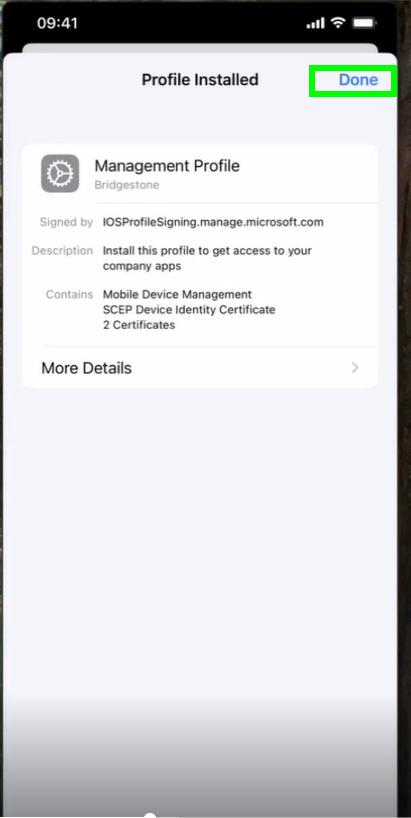 09:41
Profile Installed
Done
Management Profile
Bridgestone
Signed by IOSProfileSigning.manage.microsoft.com
Description Install this profile to get access to your
company apps
Contains Mobile Device Management
SCEP Device Identity Certificate
2 Certificates
More Details